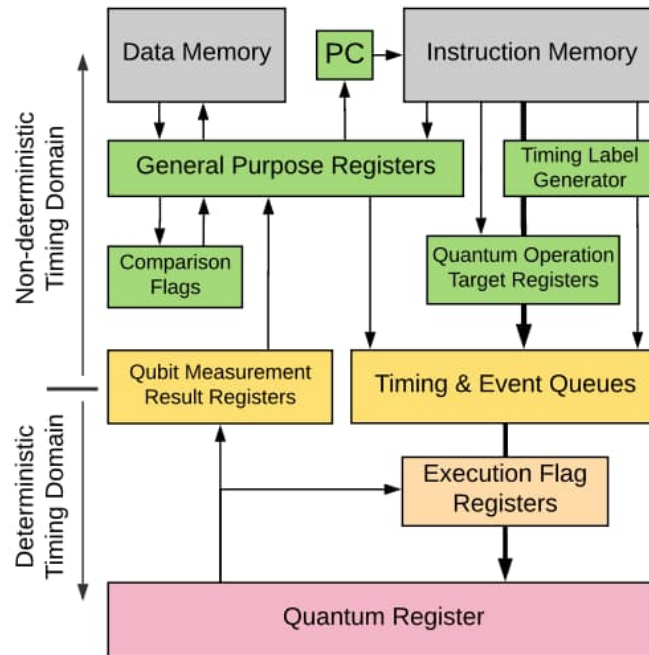 Data Memory
PC
Instruction Memory
General Purpose Registers
Timing Label
Generator
Comparison
Flags
Quantum Operation
Target Registers
Non-deterministic
Timing Domain
Qubit Measurement
Result Registers
Timing & Event Queues
Deterministic
Timing Domain
Execution Flag
Registers
Quantum Register